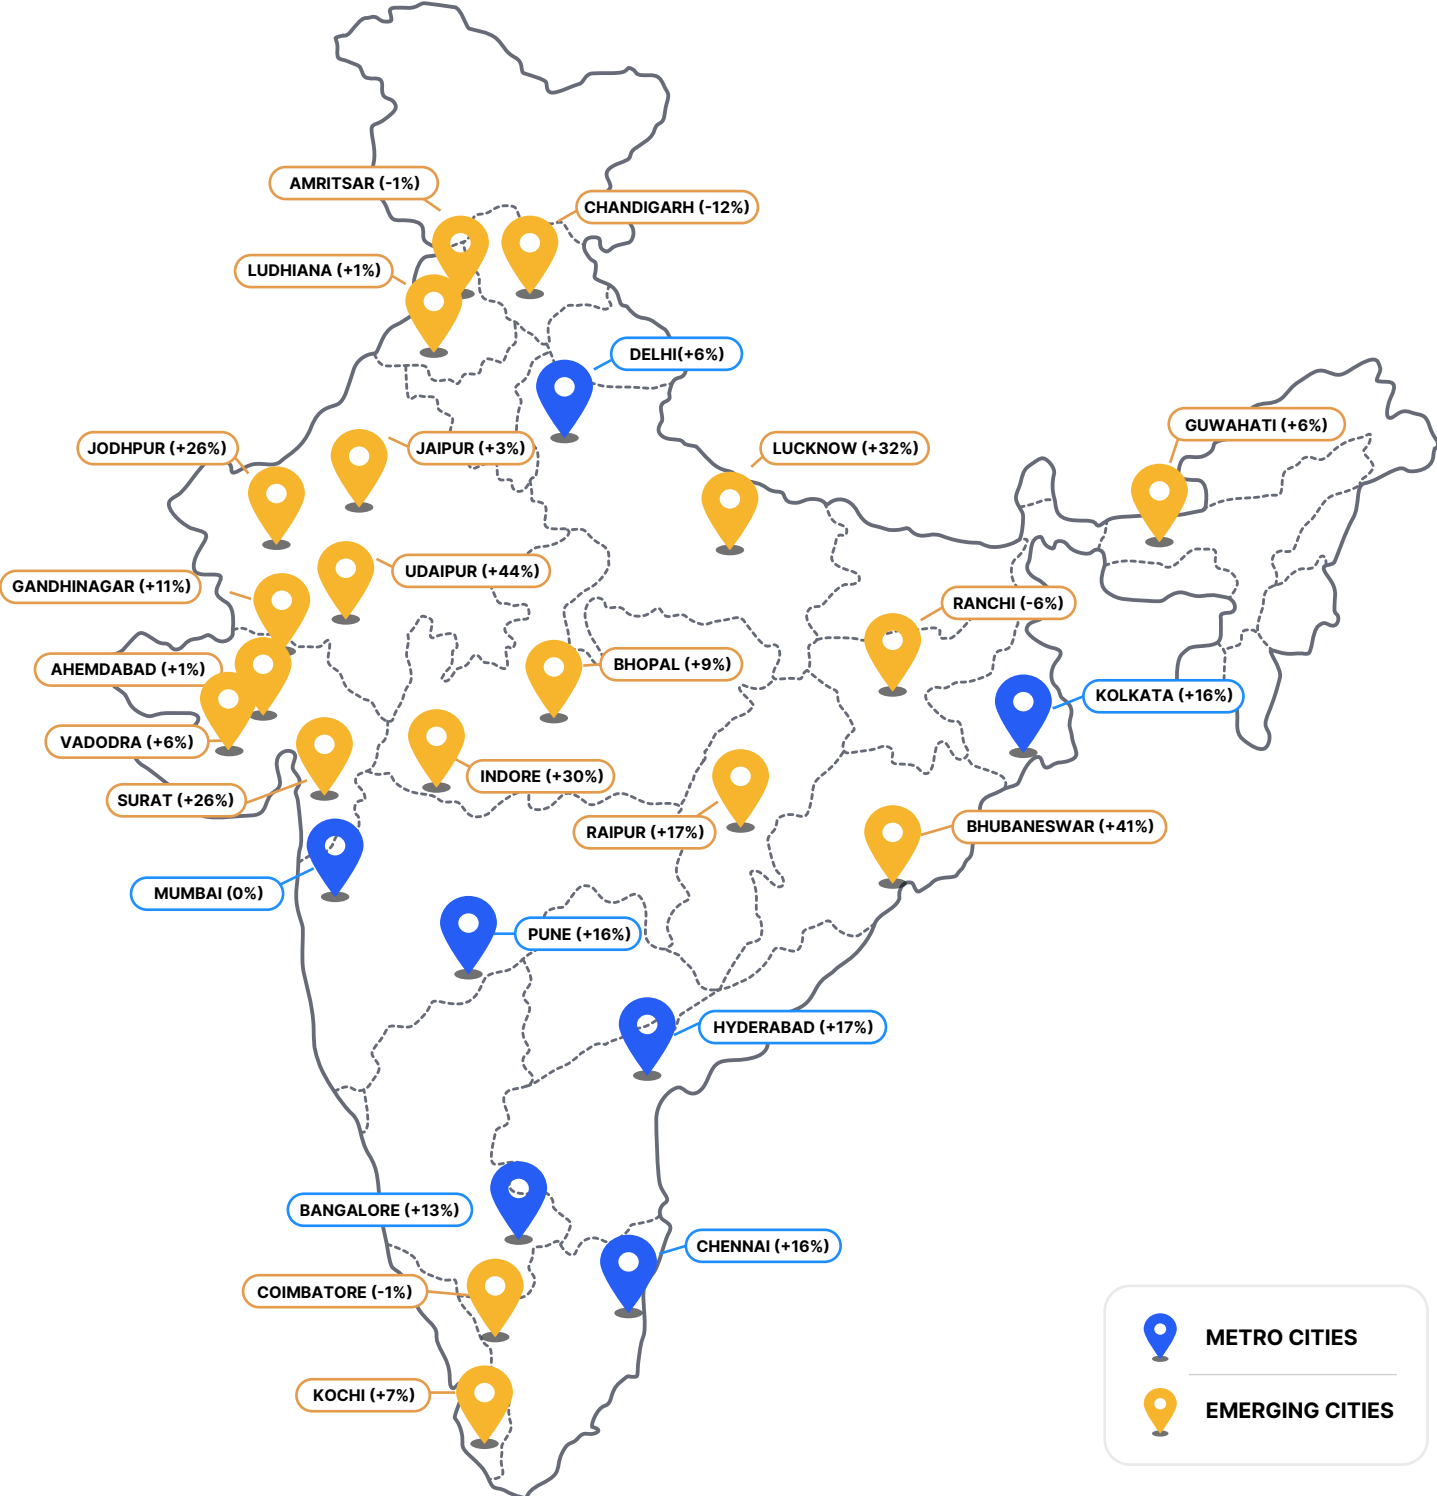 AMRITSAR (-1%)
CHANDIGARH (-12%)
LUDHIANA (+1%)
DELHI(+6%)
GUWAHATI (+6%)
JODHPUR (+26%)
JAIPUR (+3%)
LUCKNOW (+32%)
UDAIPUR (+44%)
GANDHINAGAR (+11%)
RANCHI (-6%)
AHEMDABAD (+1%)
BHOPAL (+9%)
KOLKATA (+16%)
VADODRA (+6%)
INDORE (+30%)
SURAT (+26%)
RAIPUR (+17%)
BHUBANESWAR (+41%)
MUMBAI (0%)
PUNE (+16%)
HYDERABAD (+17%)
BANGALORE (+13%)
CHENNAI (+16%)
COIMBATORE (-1%)
KOCHI (+7%)
METRO CITIES
EMERGING CITIES